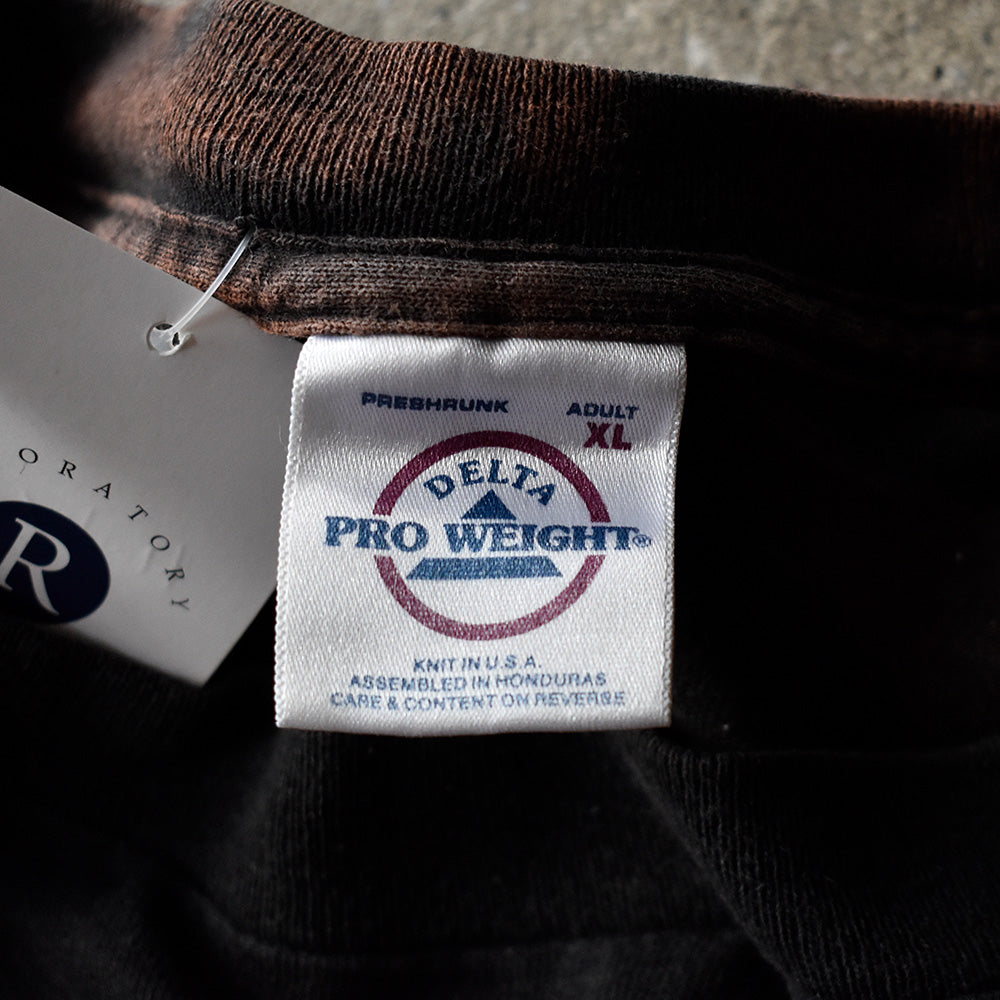 ORATORY
R
PRESHRUNK
ADULT
XL
DELTA
PRO WEIGHT®
KNIT IN U.S.A.
ASSEMBLED IN HONDURAS
CARE & CONTENT ON REVERSE